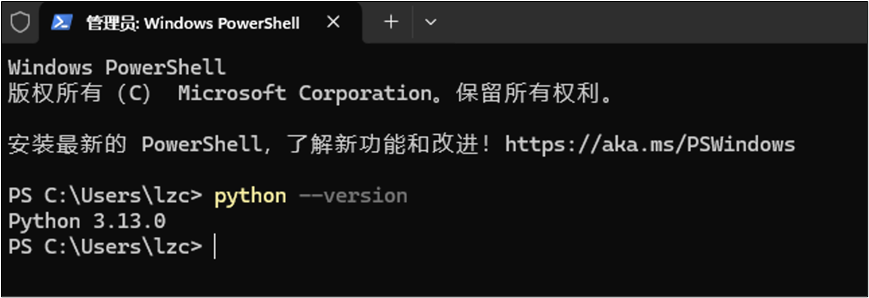 管理员: Windows PowerShell
Windows PowerShell
版权所有（C） Microsoft Corporation。保留所有权利。
安装最新的 PowerShell，了解新功能和改进！https://aka.ms/PSWindows
PS C:\Users\lzc> python --version
Python 3.13.0
PS C:\Users\lzc>